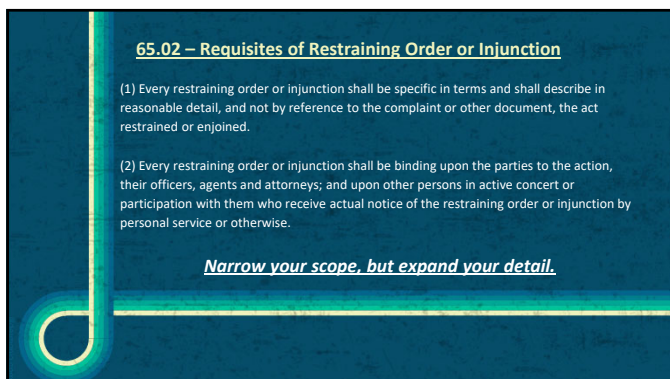 65.02 – Requisites of Restraining Order or Injunction
(1) Every restraining order or injunction shall be specific in terms and shall describe in
reasonable detail, and not by reference to the complaint or other document, the act
restrained or enjoined.
(2) Every restraining order or injunction shall be binding upon the parties to the action,
their officers, agents and attorneys; and upon other persons in active concert or
participation with them who receive actual notice of the restraining order or injunction by
personal service or otherwise.
Narrow your scope, but expand your detail.